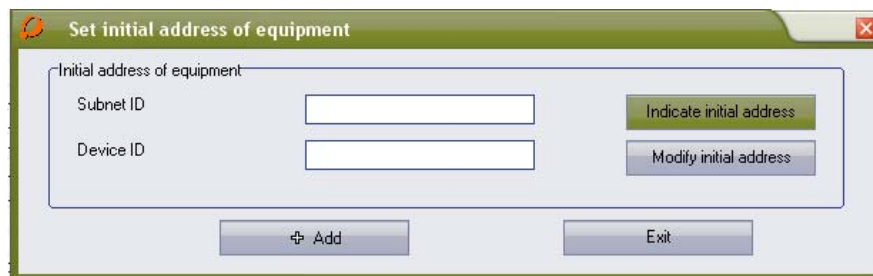 Set initial address of equipment
Initial address of equipment
Subnet ID
Indicate initial address
Device ID
Modify initial address
Add
Exit